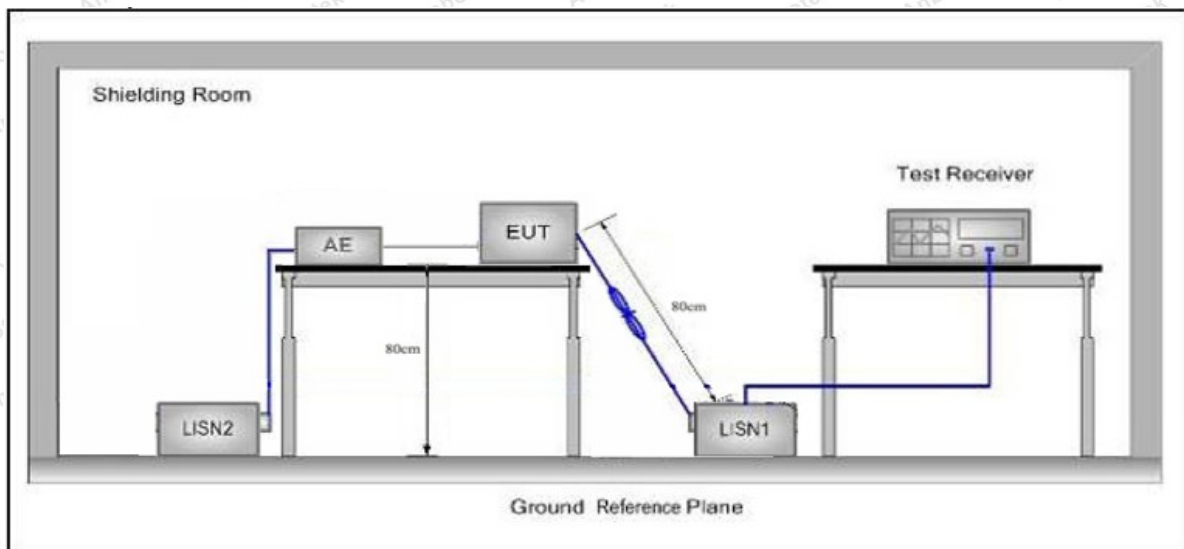 Shielding Room
Test Receiver
AE
EUT
80cm
80cm
LISN2
LISN1
Ground Reference Plane